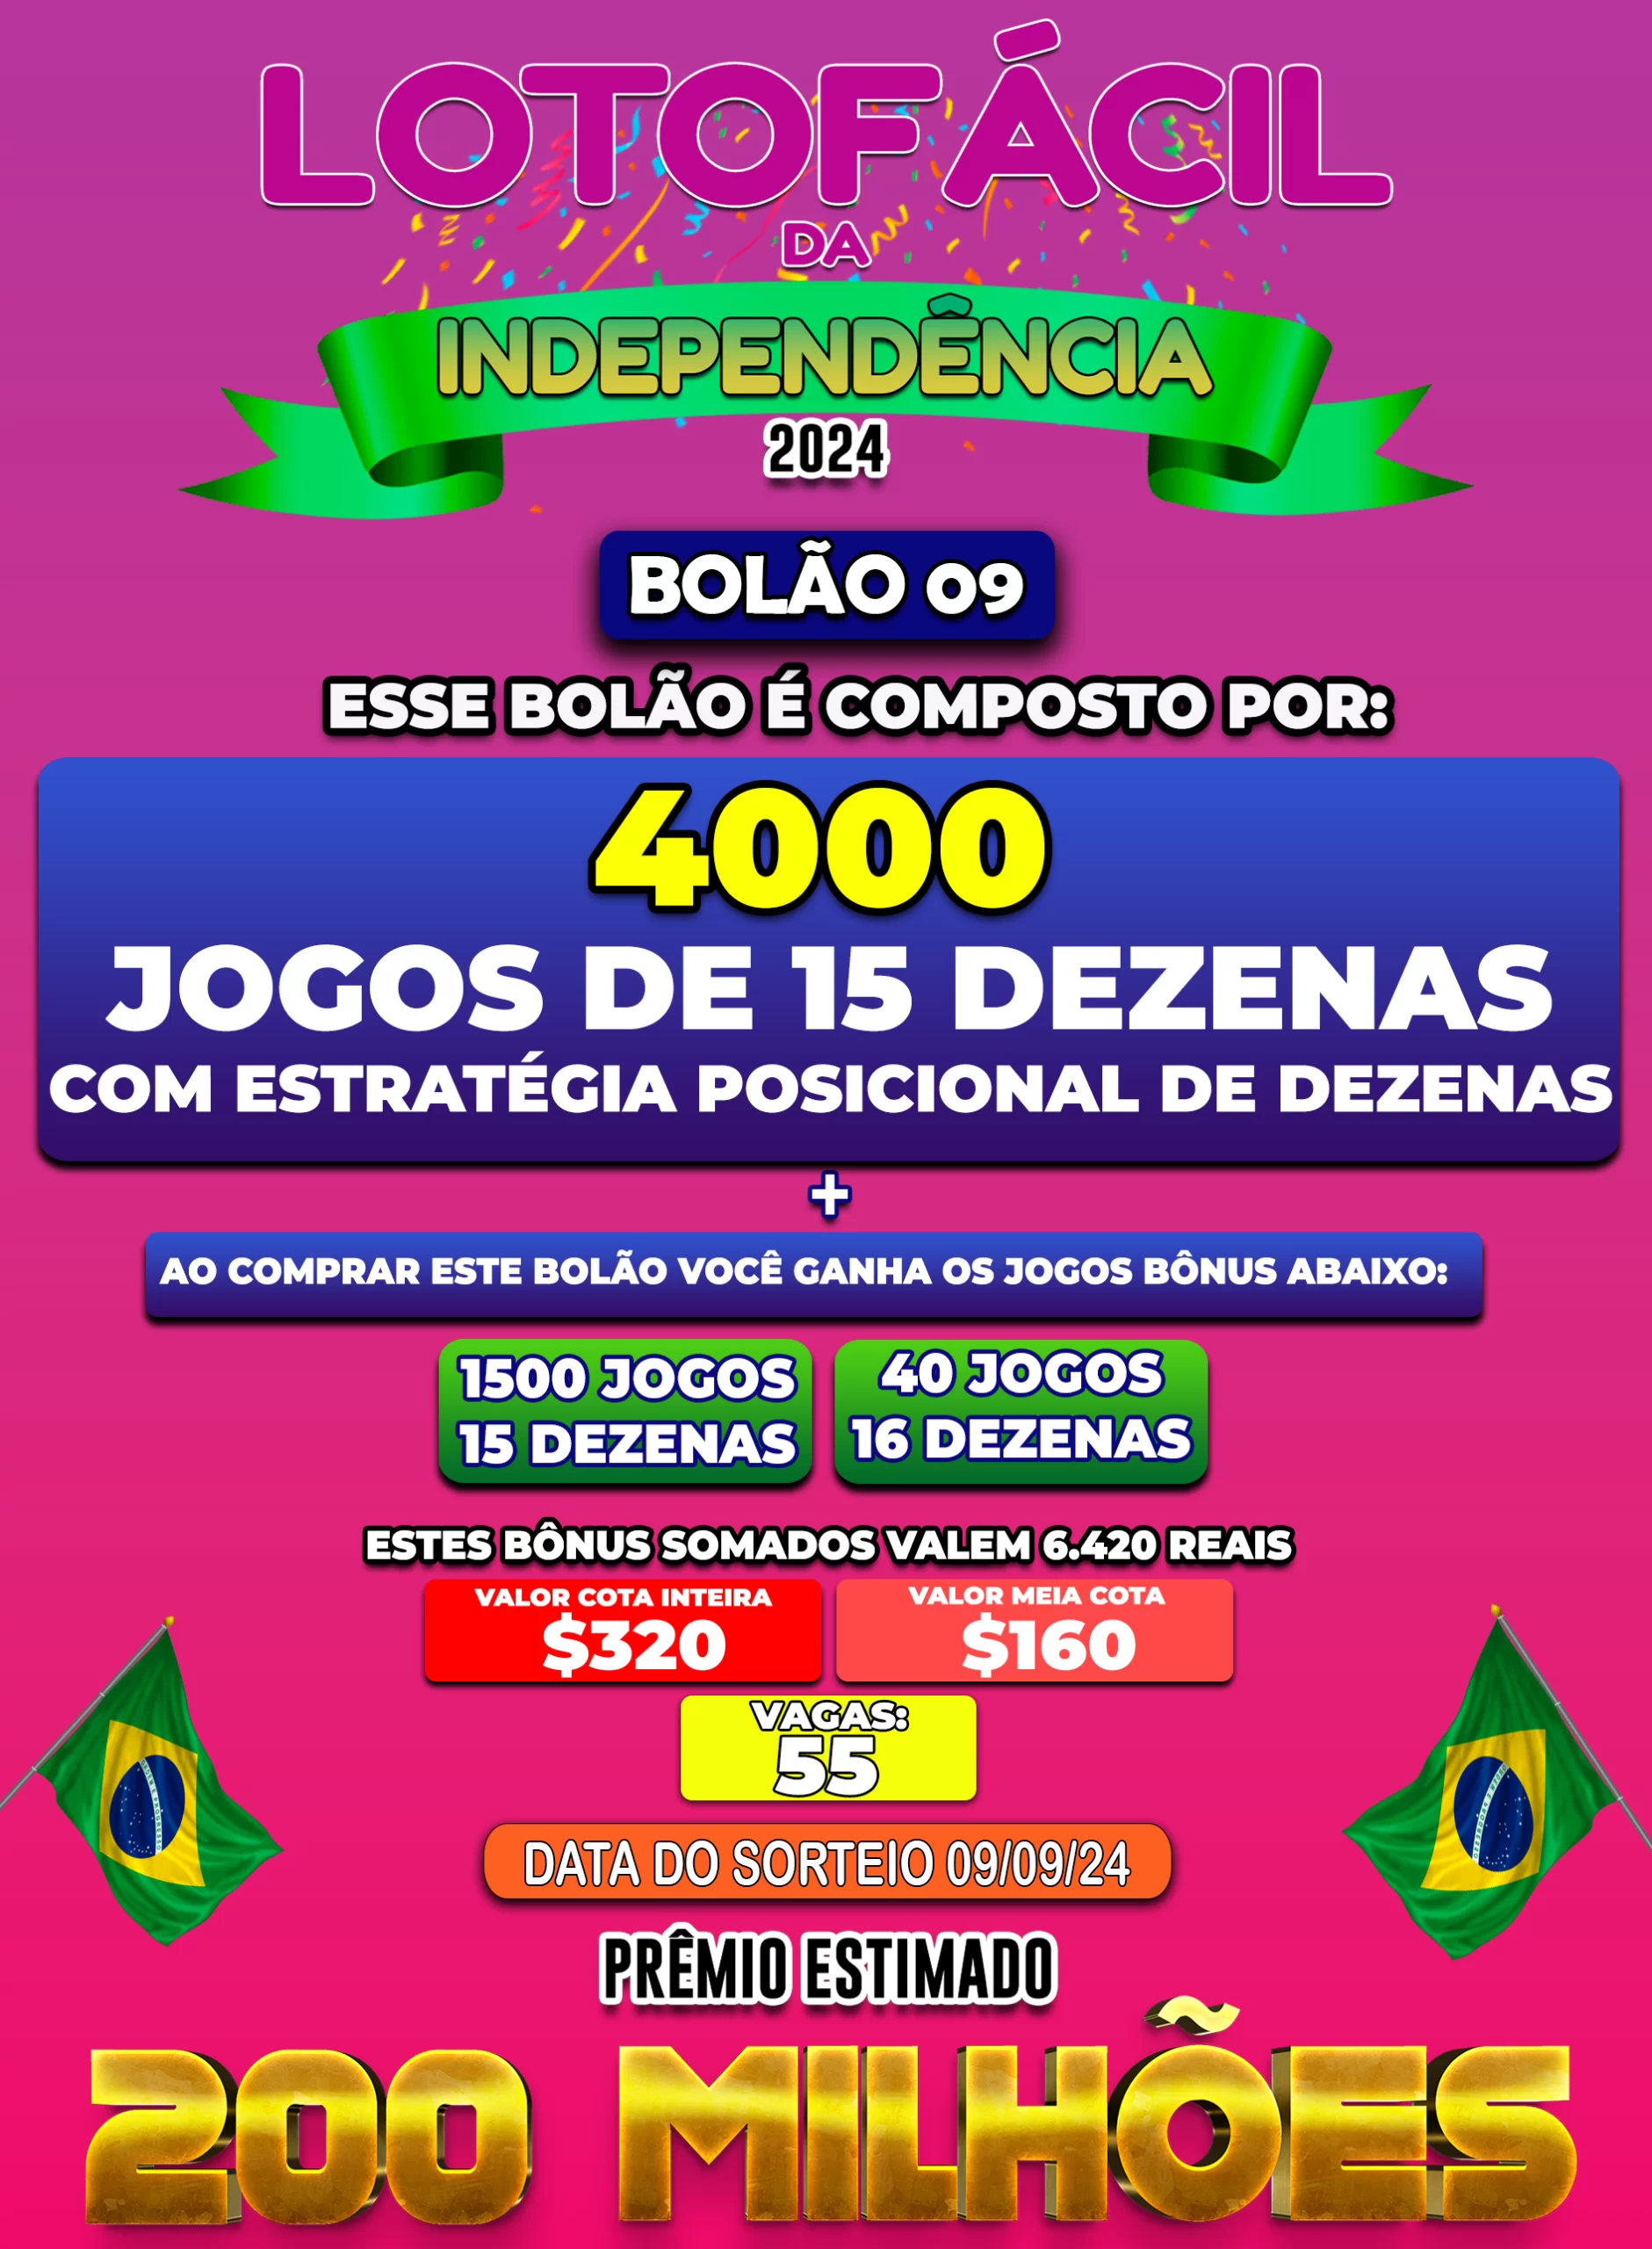 LOTOFÁCIL
DA
INDEPENDÊNCIA
2024
BOLÃO 09
ESSE BOLÃO É COMPOSTO POR:
4000
JOGOS DE 15 DEZENAS
COM ESTRATÉGIA POSICIONAL DE DEZENAS
+
AO COMPRAR ESTE BOLÃO VOCÊ GANHA OS JOGOS BÔNUS ABAIXO:
1500 JOGOS
15 DEZENAS
40 JOGOS
16 DEZENAS
ESTES BÔNUS SOMADOS VALEM 6.420 REAIS
VALOR COTA INTEIRA
$320
VALOR MEIA COTA
$160
VAGAS:
55
DATA DO SORTEIO 09/09/24
PRÊMIO ESTIMADO
200 MILHÕES